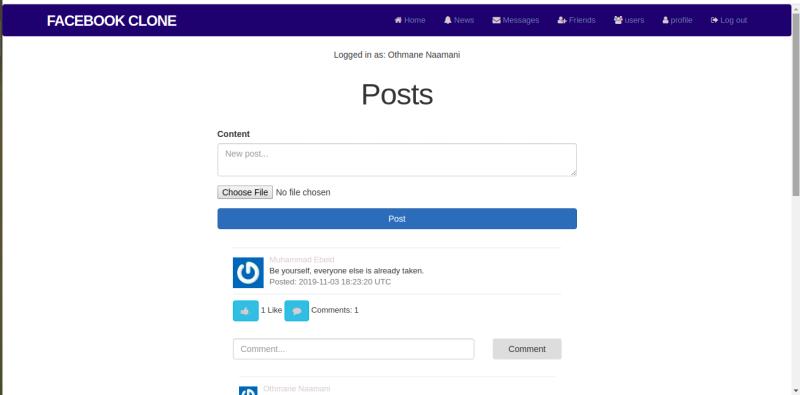 FACEBOOK CLONE Home News Messages Friends users profile Log out
Logged in as: Othmane Naamani
Posts
Content
New post...
Choose File No file chosen
Post
Muhammad Ebeid
Be yourself, everyone else is already taken.
Posted: 2019-11-03 18:23:20 UTC
1 Like Comments: 1
Comment... Comment
Othmane Naamani